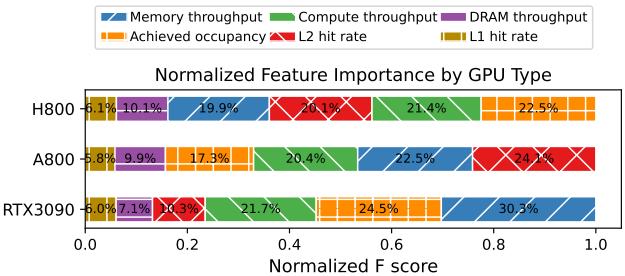 Memory throughput Compute throughput DRAM throughput
Achieved occupancy L2 hit rate L1 hit rate
Normalized Feature Importance by GPU Type
H800 6.1% 10.1% 19.9% 20.1% 21.4% 22.5%
A800 5.8% 9.9% 17.3% 20.4% 22.5% 24.1%
RTX3090 6.0% 7.1% 10.3% 21.7% 24.5% 30.3%
0.0 0.2 0.4 0.6 0.8 1.0
Normalized F score